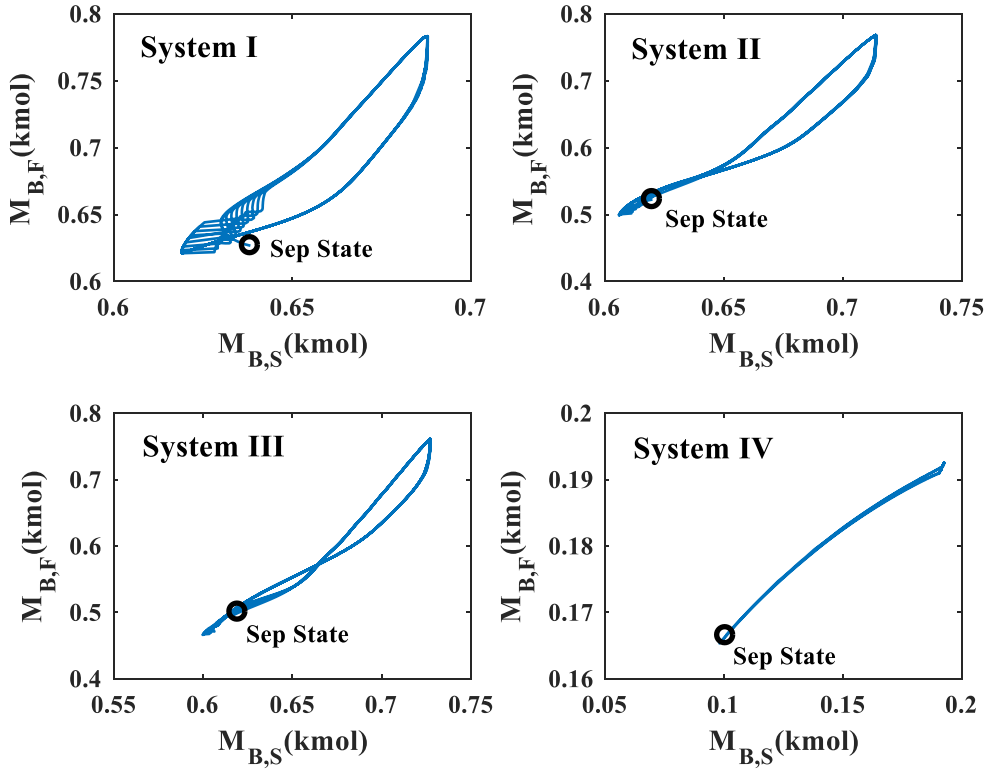 System I
M_B,F(kmol)
0.8
0.75
0.7
0.65
0.6
Sep State
0.6 0.65 0.7
M_B,S(kmol)
System II
M_B,F(kmol)
0.8
0.7
0.6
0.5
0.4
Sep State
0.6 0.65 0.7 0.75
M_B,S(kmol)
System III
M_B,F(kmol)
0.8
0.7
0.6
0.5
0.4
Sep State
0.55 0.6 0.65 0.7 0.75
M_B,S(kmol)
System IV
M_B,F(kmol)
0.2
0.19
0.18
0.17
0.16
Sep State
0.05 0.1 0.15 0.2
M_B,S(kmol)